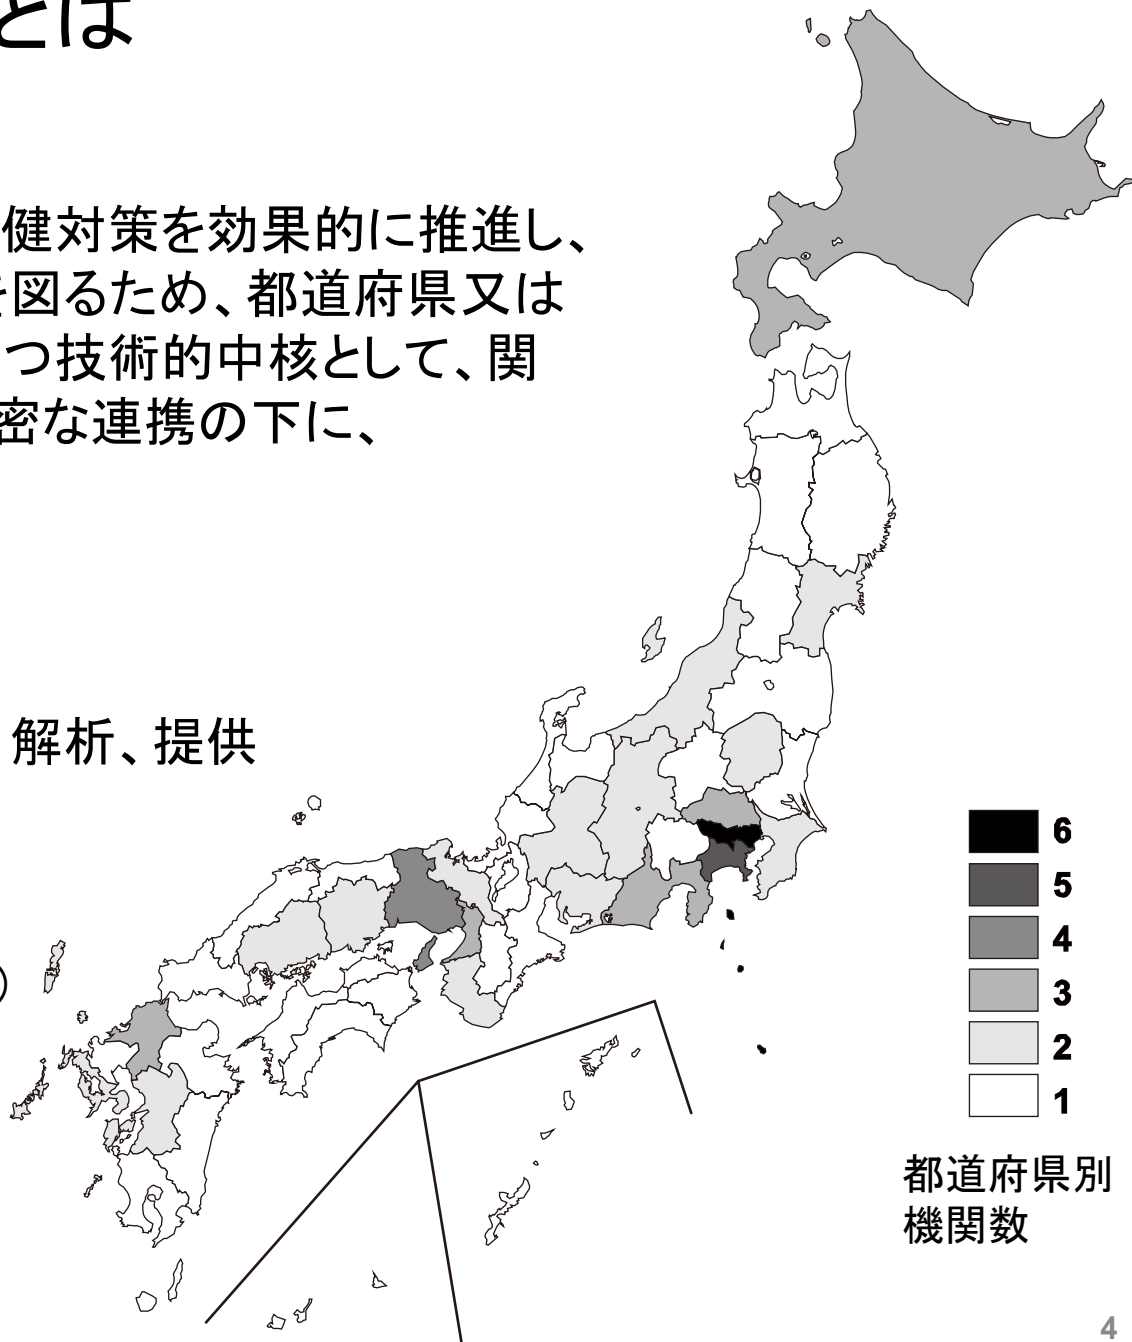 とは
健対策を効果的に推進し、
を図るため、都道府県又は
つ技術的中核として、関
密な連携の下に、
解析、提供
)
6
5
4
3
2
1
都道府県別
機関数
4